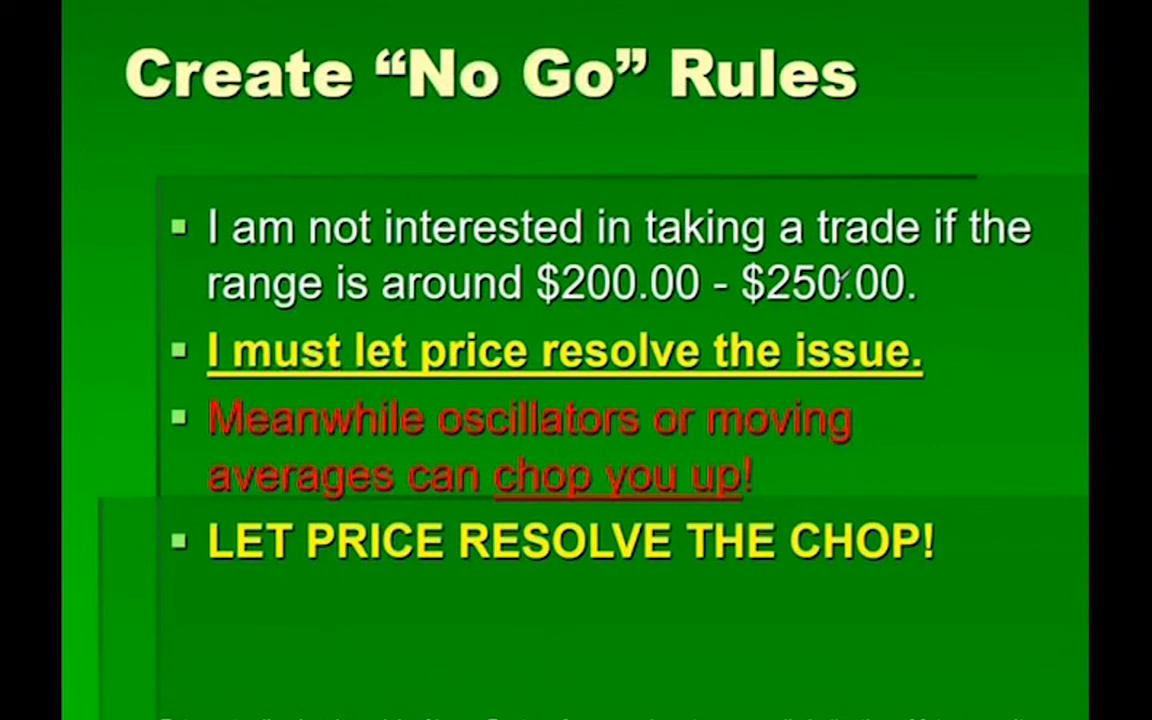 Create “No Go” Rules
I am not interested in taking a trade if the
range is around $200.00 - $250.00.
I must let price resolve the issue.
Meanwhile oscillators or moving
averages can chop you up!
LET PRICE RESOLVE THE CHOP!